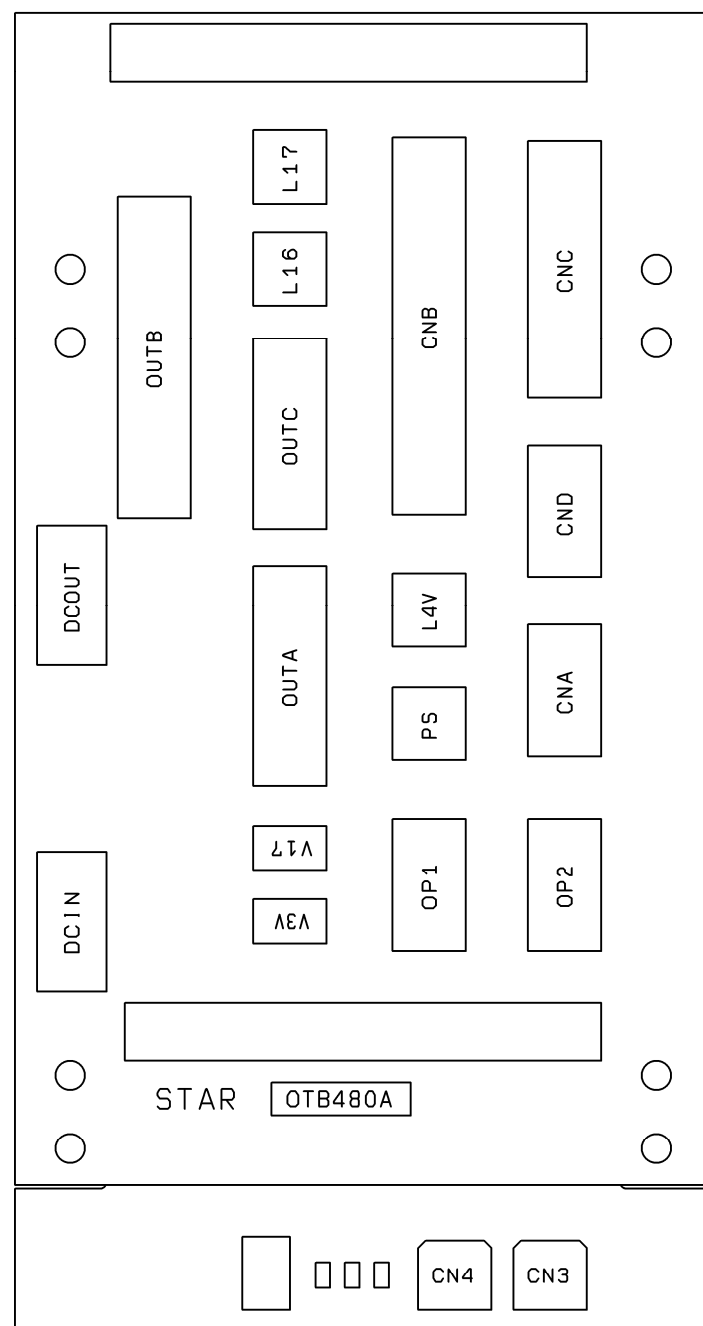 L17
CNC
L16
CNB
OUTB
OUTC
CND
DCOUT
L4V
OUTA
CNA
PS
V17
OP1
OP2
V3V
DCIN
STAR OTB480A
CN4 CN3